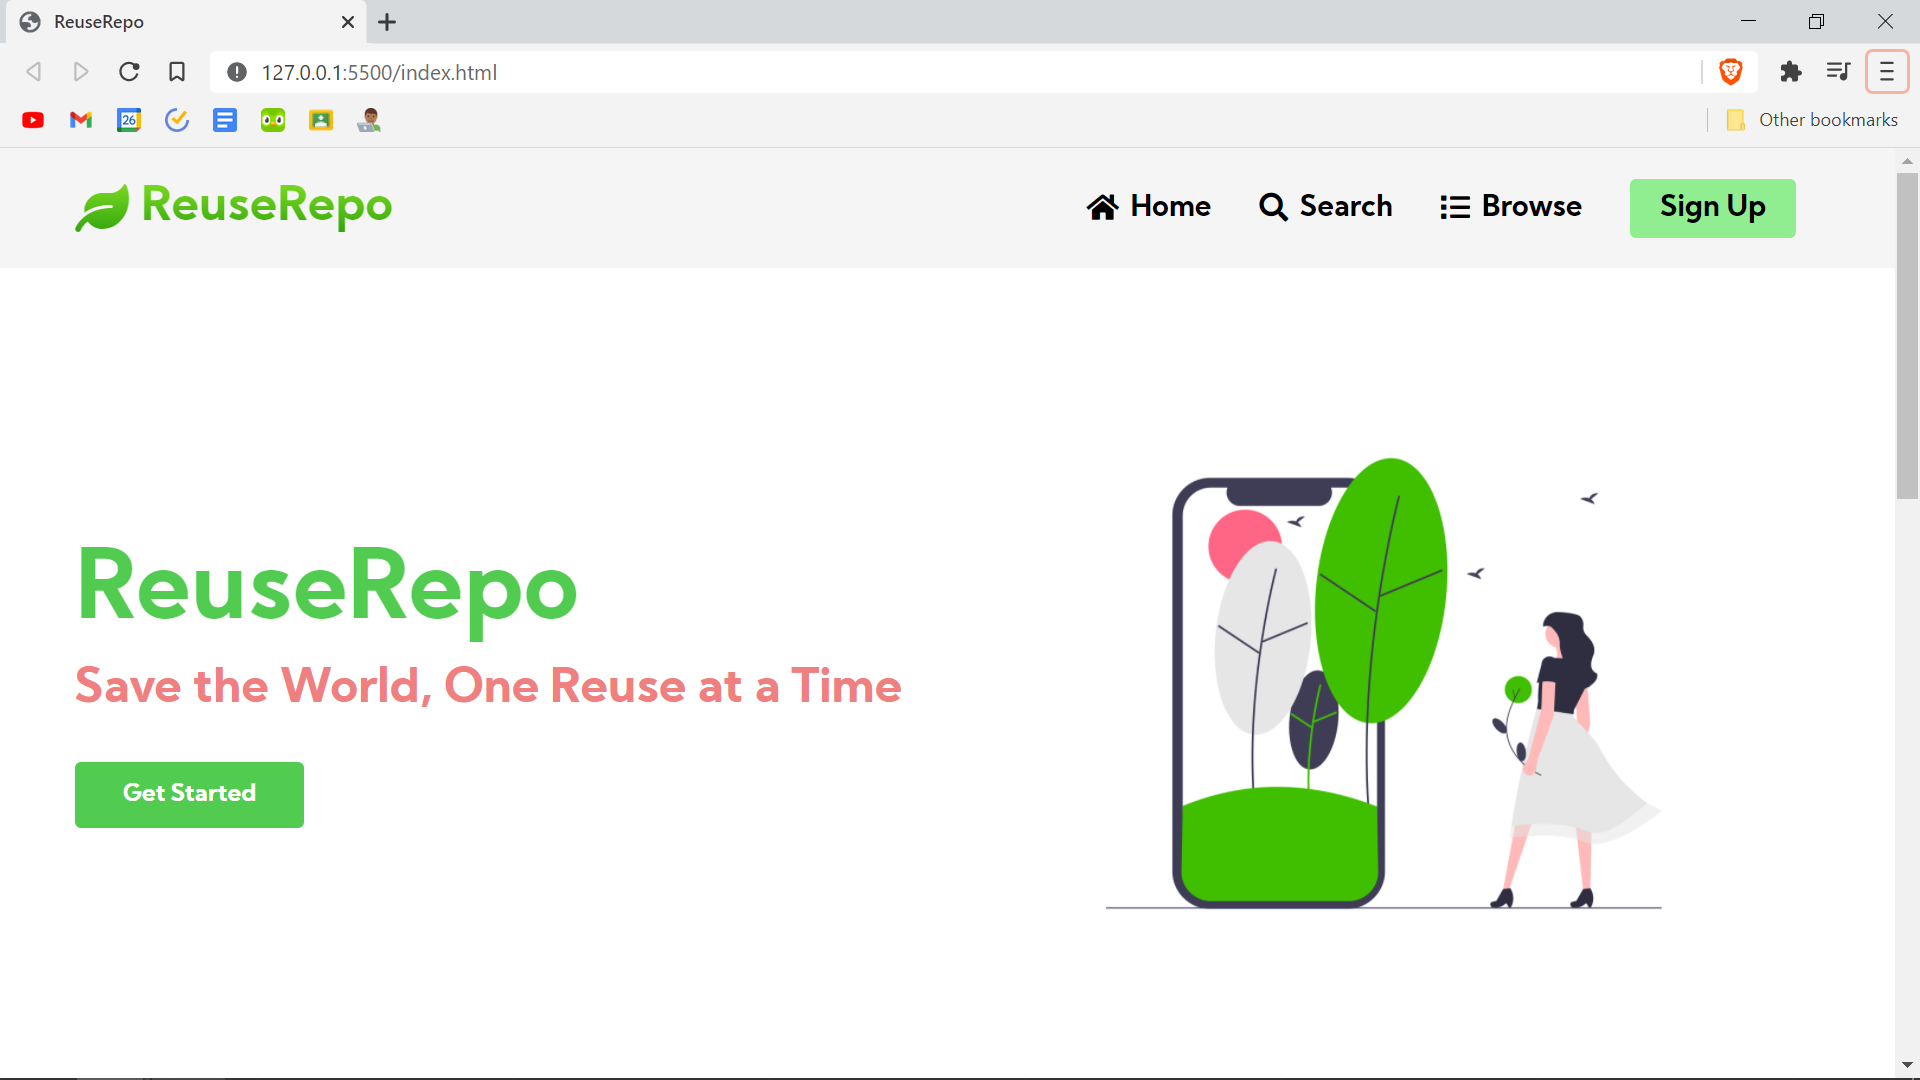 ReuseRepo
127.0.0.1:5500/index.html
26
Other bookmarks
ReuseRepo
Home
Search
Browse
Sign Up
ReuseRepo
Save the World, One Reuse at a Time
Get Started